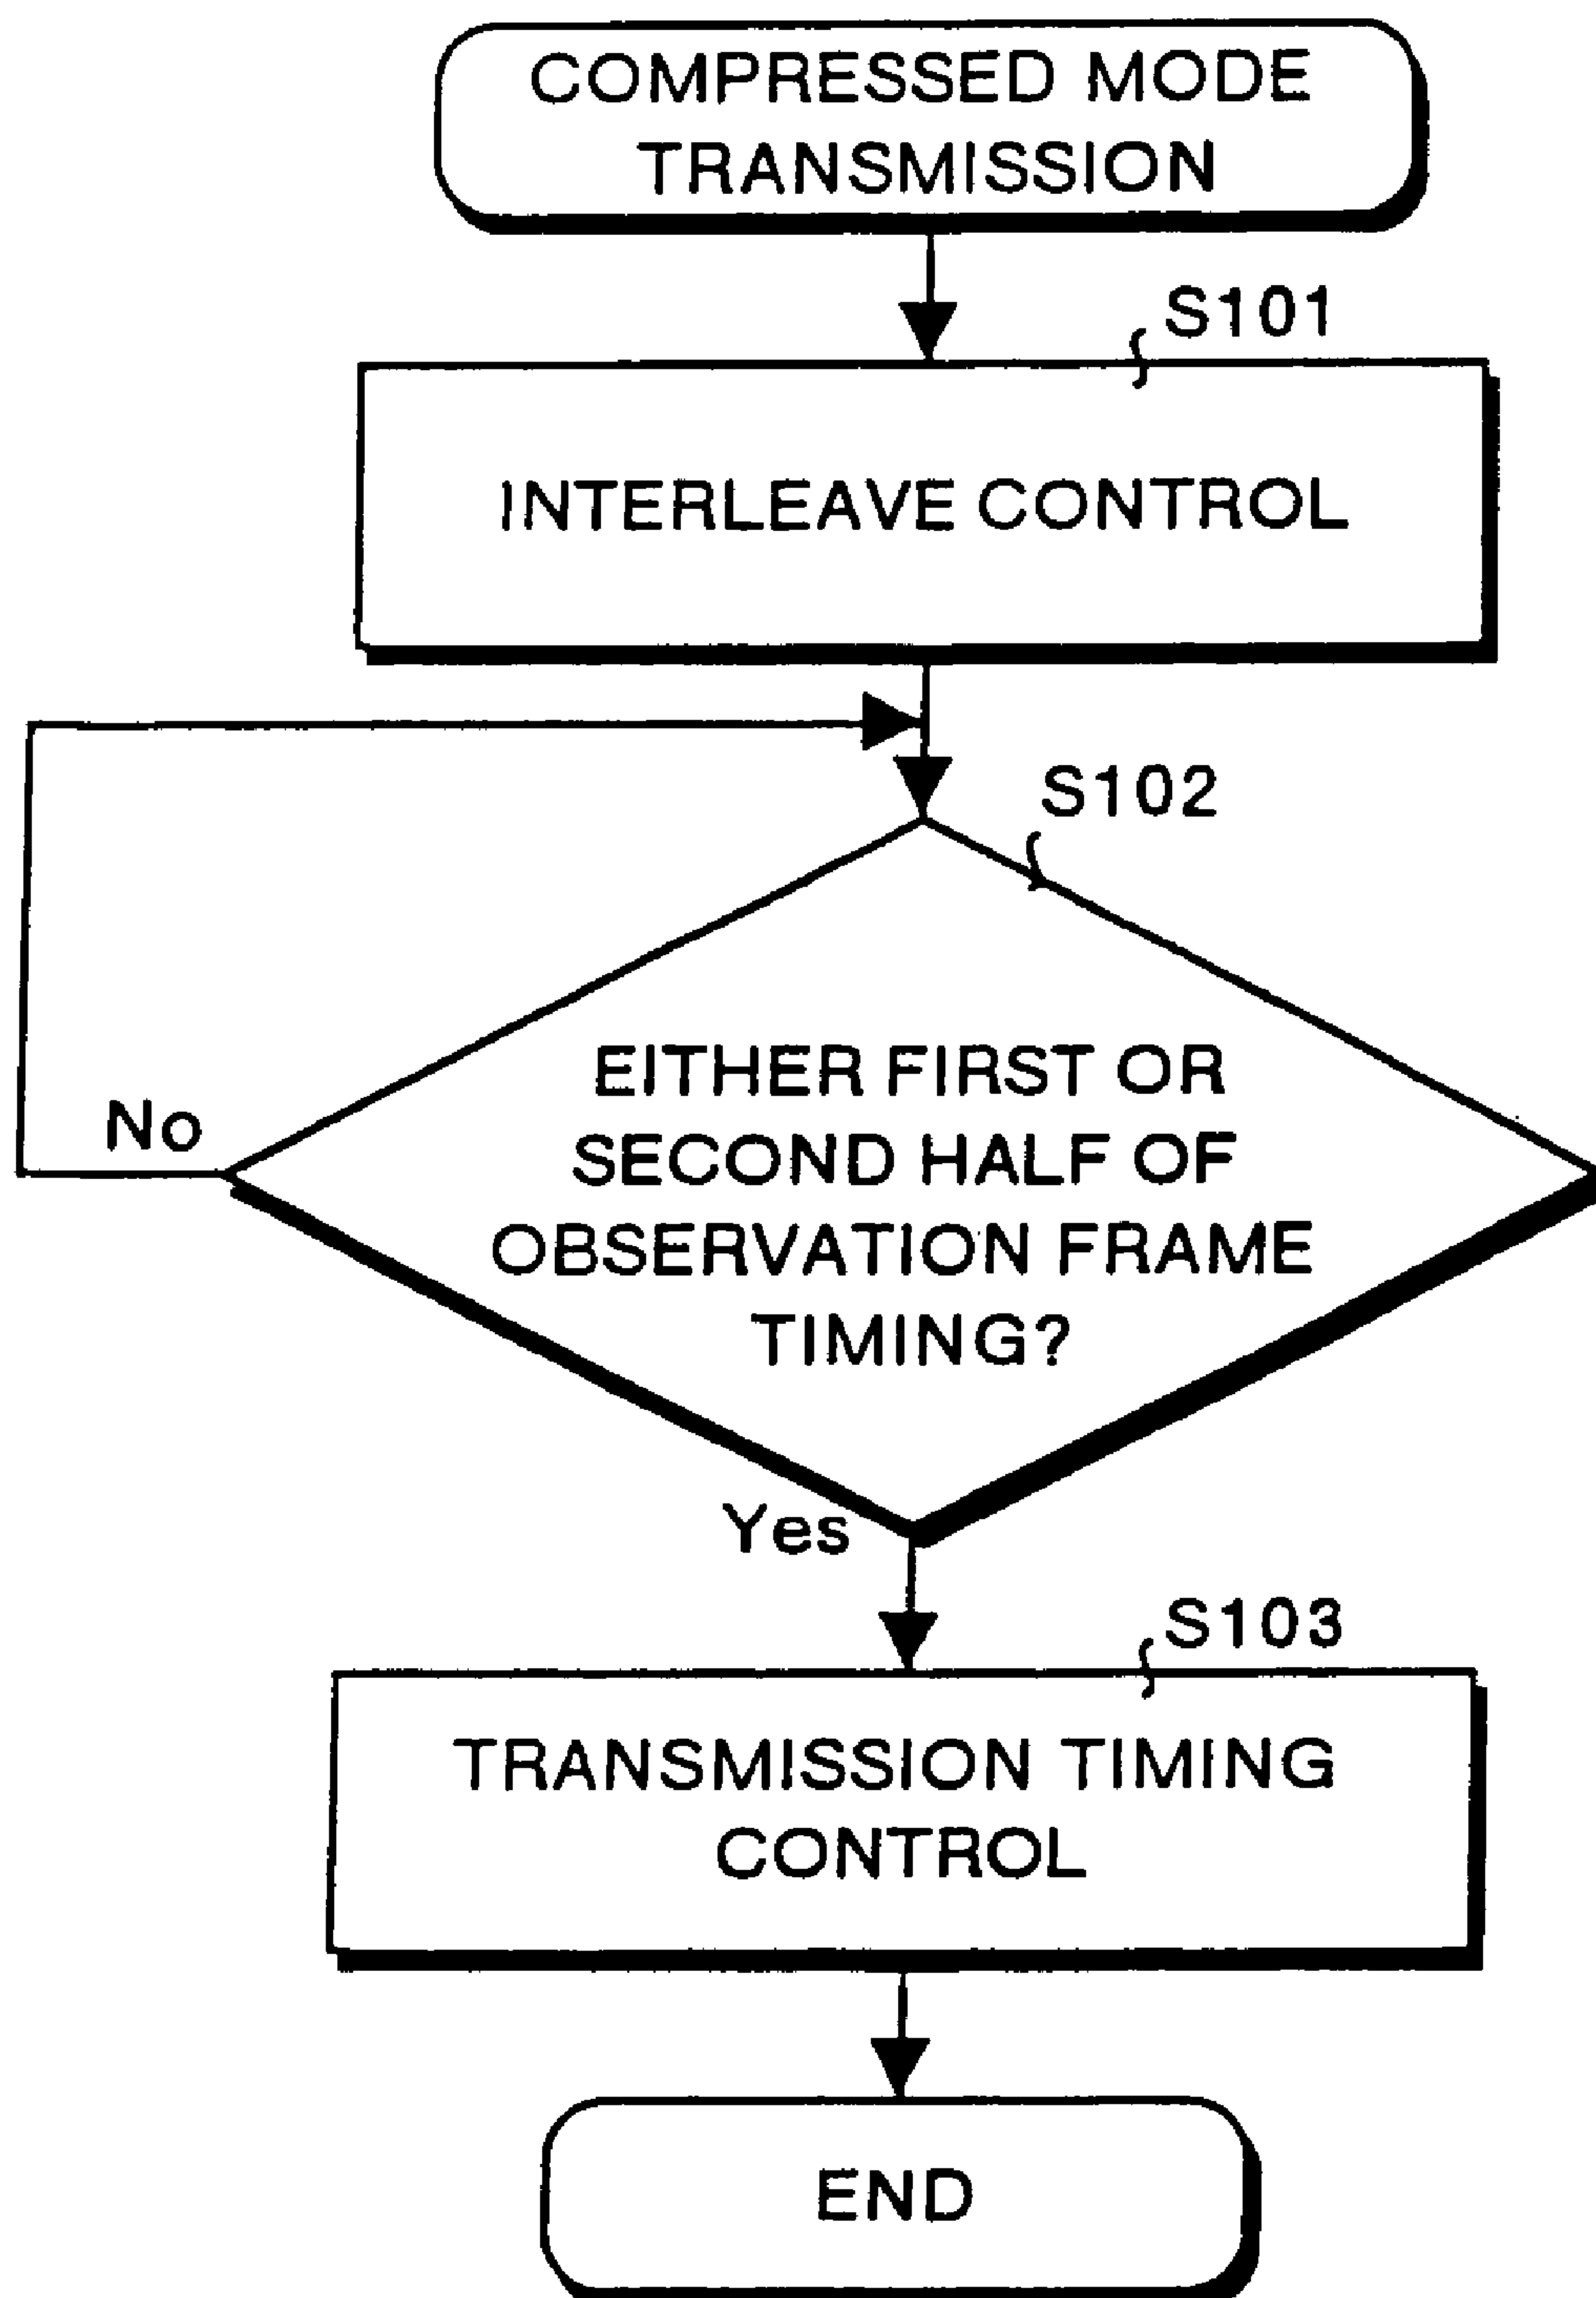 COMPRESSED MODE
TRANSMISSION
S101
INTERLEAVE CONTROL
S102
EITHER FIRST OR
No
SECOND HALF OF
OBSERVATION FRAME
TIMING?
Yes
S103
TRANSMISSION TIMING
CONTROL
END